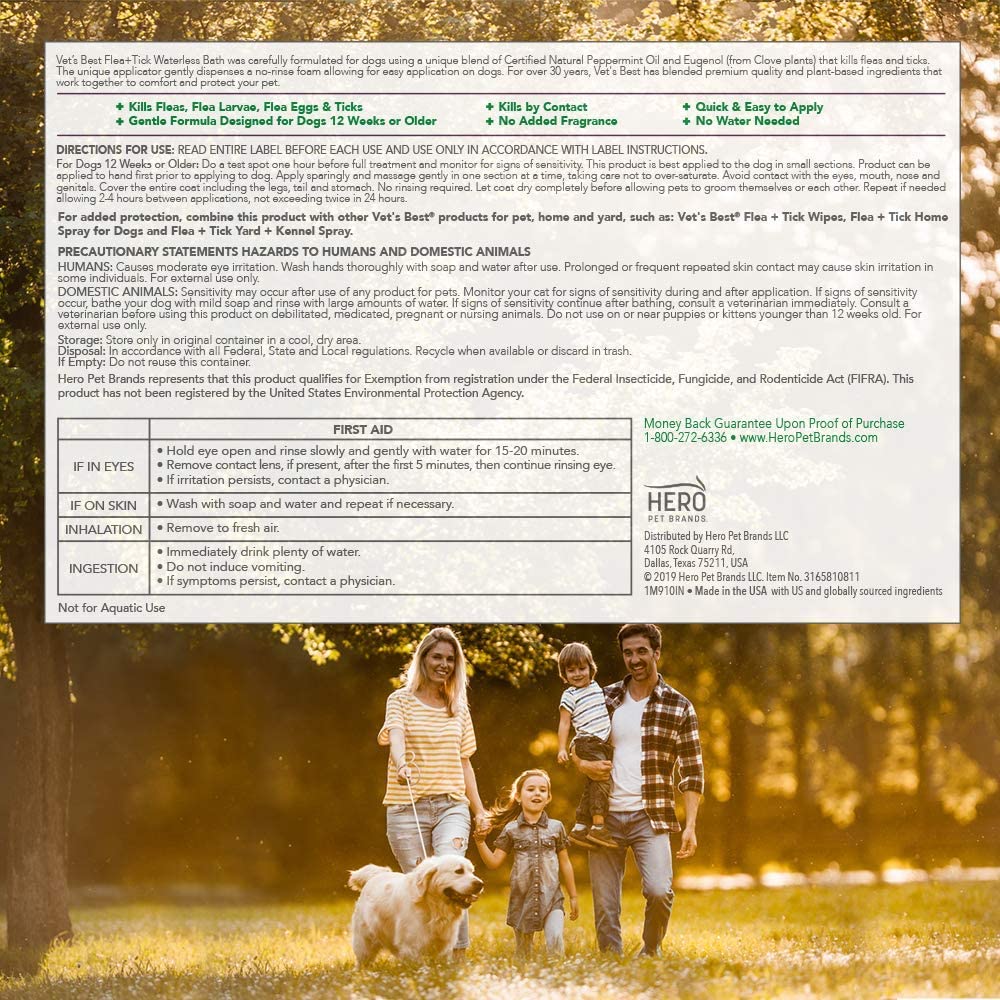 Vet's Best Flea+Tick Waterless Bath was carefully formulated for dogs using a unique blend of Certified Natural Peppermint Oil and Eugenol (from Clove plants) that kills fleas and ticks.
The unique applicator gently dispenses a no-rinse foam allowing for easy application on dogs. For over 30 years, Vet's Best has blended premium quality and plant-based ingredients that
work together to comfort and protect your pet.
+ Kills Fleas, Flea Larvae, Flea Eggs & Ticks
+ Kills by Contact
+ Quick & Easy to Apply
+ Gentle Formula Designed for Dogs 12 Weeks or Older
+ No Added Fragrance
+ No Water Needed
DIRECTIONS FOR USE: READ ENTIRE LABEL BEFORE EACH USE AND USE ONLY IN ACCORDANCE WITH LABEL INSTRUCTIONS.
For Dogs 12 Weeks or Older: Do a test spot one hour before full treatment and monitor for signs of sensitivity. This product is best applied to the dog in small sections. Product can be
applied to hand first prior to applying to dog. Apply sparingly and massage gently in one section at a time, taking care not to over-saturate. Avoid contact with the eyes, mouth, nose and
genitals. Cover the entire coat including the legs, tail and stomach. No rinsing required. Let coat dry completely before allowing pets to groom themselves or each other. Repeat if needed
allowing 2-4 hours between applications, not exceeding twice in 24 hours.
For added protection, combine this product with other Vet's Best® products for pet, home and yard, such as: Vet's Best® Flea + Tick Wipes, Flea + Tick Home
Spray for Dogs and Flea + Tick Yard + Kennel Spray.
PRECAUTIONARY STATEMENTS HAZARDS TO HUMANS AND DOMESTIC ANIMALS
HUMANS: Causes moderate eye irritation. Wash hands thoroughly with soap and water after use. Prolonged or frequent repeated skin contact may cause skin irritation in
some individuals. For external use only.
DOMESTIC ANIMALS: Sensitivity may occur after use of any product for pets. Monitor your cat for signs of sensitivity during and after application. If signs of sensitivity
occur, bathe your dog with mild soap and rinse with large amounts of water. If signs of sensitivity continue after bathing, consult a veterinarian immediately. Consult a
veterinarian before using this product on debilitated, medicated, pregnant or nursing animals. Do not use on or near puppies or kittens younger than 12 weeks old. For
external use only.
Storage: Store only in original container in a cool, dry area.
Disposal: In accordance with all Federal, State and Local regulations. Recycle when available or discard in trash.
If Empty: Do not reuse this container.
Hero Pet Brands represents that this product qualifies for Exemption from registration under the Federal Insecticide, Fungicide, and Rodenticide Act (FIFRA). This
product has not been registered by the United States Environmental Protection Agency.
FIRST AID
IF IN EYES
• Hold eye open and rinse slowly and gently with water for 15-20 minutes.
• Remove contact lens, if present, after the first 5 minutes, then continue rinsing eye.
• If irritation persists, contact a physician.
IF ON SKIN
• Wash with soap and water and repeat if necessary.
INHALATION
• Remove to fresh air.
INGESTION
• Immediately drink plenty of water.
• Do not induce vomiting.
• If symptoms persist, contact a physician.
Not for Aquatic Use
Money Back Guarantee Upon Proof of Purchase
1-800-272-6336 • www.HeroPetBrands.com
HERO
PET BRANDS.
Distributed by Hero Pet Brands LLC
4105 Rock Quarry Rd,
Dallas, Texas 75211, USA
© 2019 Hero Pet Brands LLC. Item No. 3165810811
1M910IN • Made in the USA with US and globally sourced ingredients